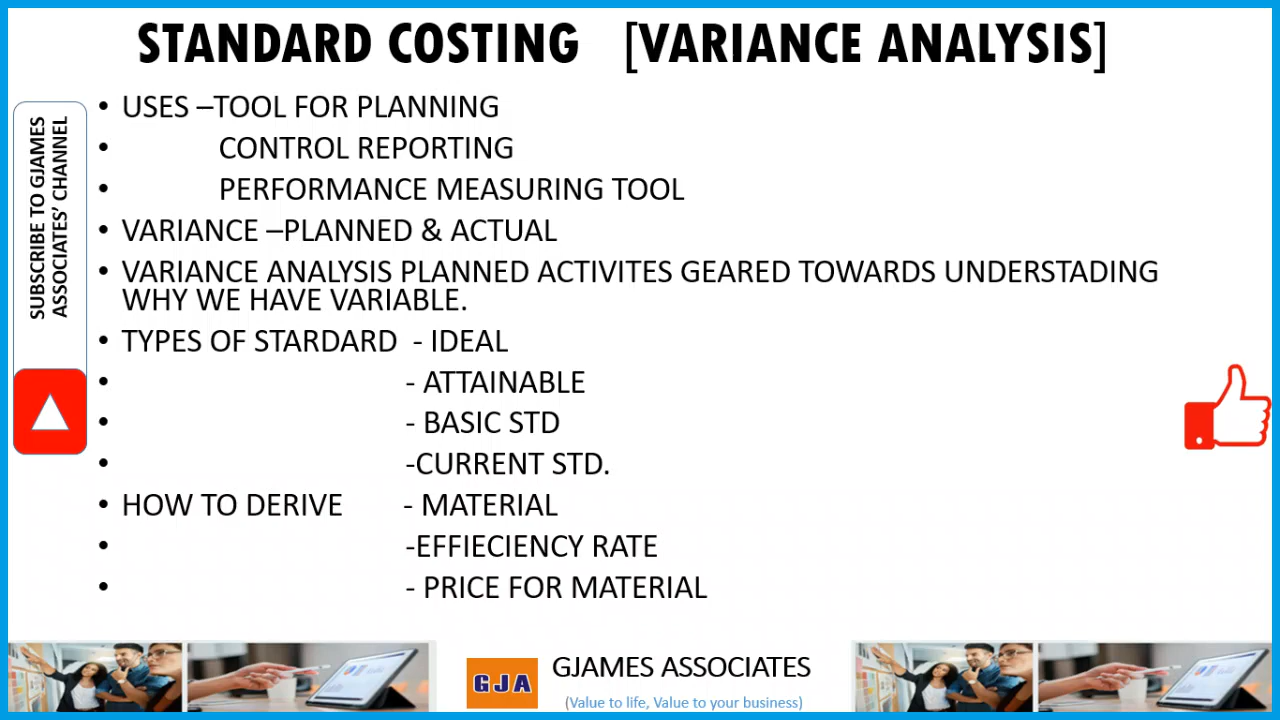 STANDARD COSTING [VARIANCE ANALYSIS]
SUBSCRIBE TO GJAMES
ASSOCIATES' CHANNEL
• USES –TOOL FOR PLANNING
• CONTROL REPORTING
• PERFORMANCE MEASURING TOOL
• VARIANCE –PLANNED & ACTUAL
• VARIANCE ANALYSIS PLANNED ACTIVITES GEARED TOWARDS UNDERSTADING
WHY WE HAVE VARIABLE.
• TYPES OF STARDARD - IDEAL
• - ATTAINABLE
• - BASIC STD
• -CURRENT STD.
• HOW TO DERIVE - MATERIAL
• -EFFIECIENCY RATE
• - PRICE FOR MATERIAL
GJA
GJAMES ASSOCIATES
(Value to life, Value to your business)